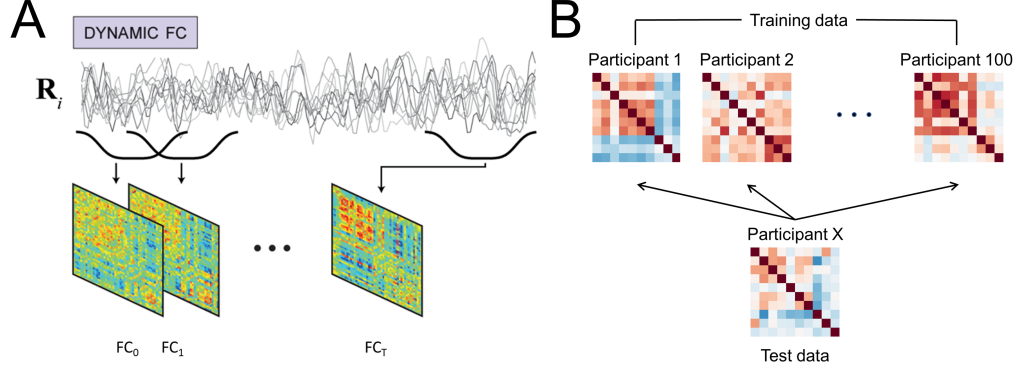 A
DYNAMIC FC
R_i
FC_0
FC_1
FC_T
B
Training data
Participant 1
Participant 2
Participant 100
Participant X
Test data